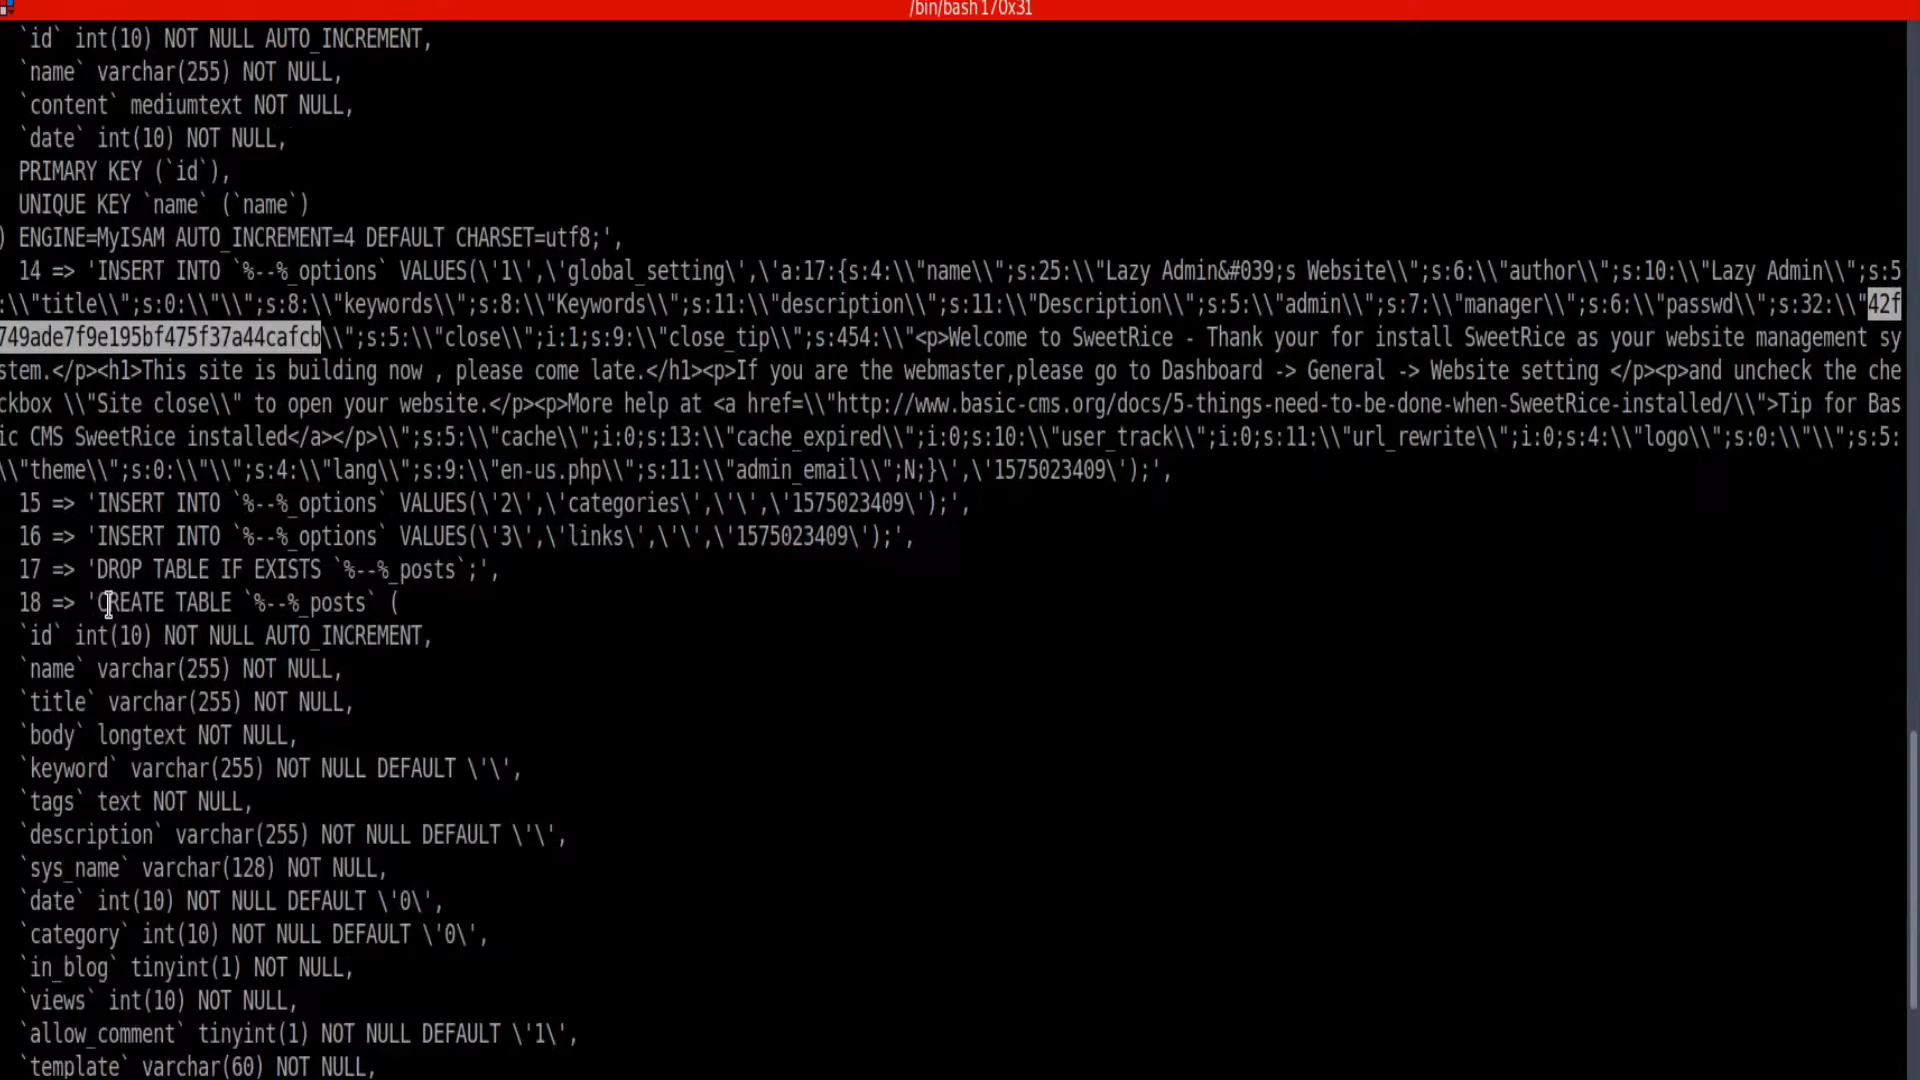 /bin/bash 170x31
`id` int(10) NOT NULL AUTO_INCREMENT,
`name` varchar(255) NOT NULL,
`content` mediumtext NOT NULL,
`date` int(10) NOT NULL,
PRIMARY KEY (`id`),
UNIQUE KEY `name` (`name`)
) ENGINE=MyISAM AUTO_INCREMENT=4 DEFAULT CHARSET=utf8;',
14 => 'INSERT INTO `%--%_options` VALUES(\'1\',\'global_setting\',\'a:17:{s:4:\\"name\\";s:25:\\"Lazy Admin&#039;s Website\\";s:6:\\"author\\";s:10:\\"Lazy Admin\\";s:5
:\\"title\\";s:0:\\"\\";s:8:\\"keywords\\";s:8:\\"Keywords\\";s:11:\\"description\\";s:11:\\"Description\\";s:5:\\"admin\\";s:7:\\"manager\\";s:6:\\"passwd\\";s:32:\\"42f
749ade7f9e195bf475f37a44cafcb\\";s:5:\\"close\\";i:1;s:9:\\"close_tip\\";s:454:\\"<p>Welcome to SweetRice - Thank your for install SweetRice as your website management sy
stem.</p><h1>This site is building now , please come late.</h1><p>If you are the webmaster,please go to Dashboard -> General -> Website setting </p><p>and uncheck the che
ckbox \\"Site close\\" to open your website.</p><p>More help at <a href=\\"http://www.basic-cms.org/docs/5-things-need-to-be-done-when-SweetRice-installed/\\">Tip for Bas
ic CMS SweetRice installed</a></p>\\";s:5:\\"cache\\";i:0;s:13:\\"cache_expired\\";i:0;s:10:\\"user_track\\";i:0;s:11:\\"url_rewrite\\";i:0;s:4:\\"logo\\";s:0:\\"\\";s:5:
\\"theme\\";s:0:\\"\\";s:4:\\"lang\\";s:9:\\"en-us.php\\";s:11:\\"admin_email\\";N;}\',\'1575023409\');',
15 => 'INSERT INTO `%--%_options` VALUES(\'2\',\'categories\',\'\',\'1575023409\');',
16 => 'INSERT INTO `%--%_options` VALUES(\'3\',\'links\',\'\',\'1575023409\');',
17 => 'DROP TABLE IF EXISTS `%--%_posts`;',
18 => 'CREATE TABLE `%--%_posts` (
`id` int(10) NOT NULL AUTO_INCREMENT,
`name` varchar(255) NOT NULL,
`title` varchar(255) NOT NULL,
`body` longtext NOT NULL,
`keyword` varchar(255) NOT NULL DEFAULT \'\',
`tags` text NOT NULL,
`description` varchar(255) NOT NULL DEFAULT \'\',
`sys_name` varchar(128) NOT NULL,
`date` int(10) NOT NULL DEFAULT \'0\',
`category` int(10) NOT NULL DEFAULT \'0\',
`in_blog` tinyint(1) NOT NULL,
`views` int(10) NOT NULL,
`allow_comment` tinyint(1) NOT NULL DEFAULT \'1\',
`template` varchar(60) NOT NULL,